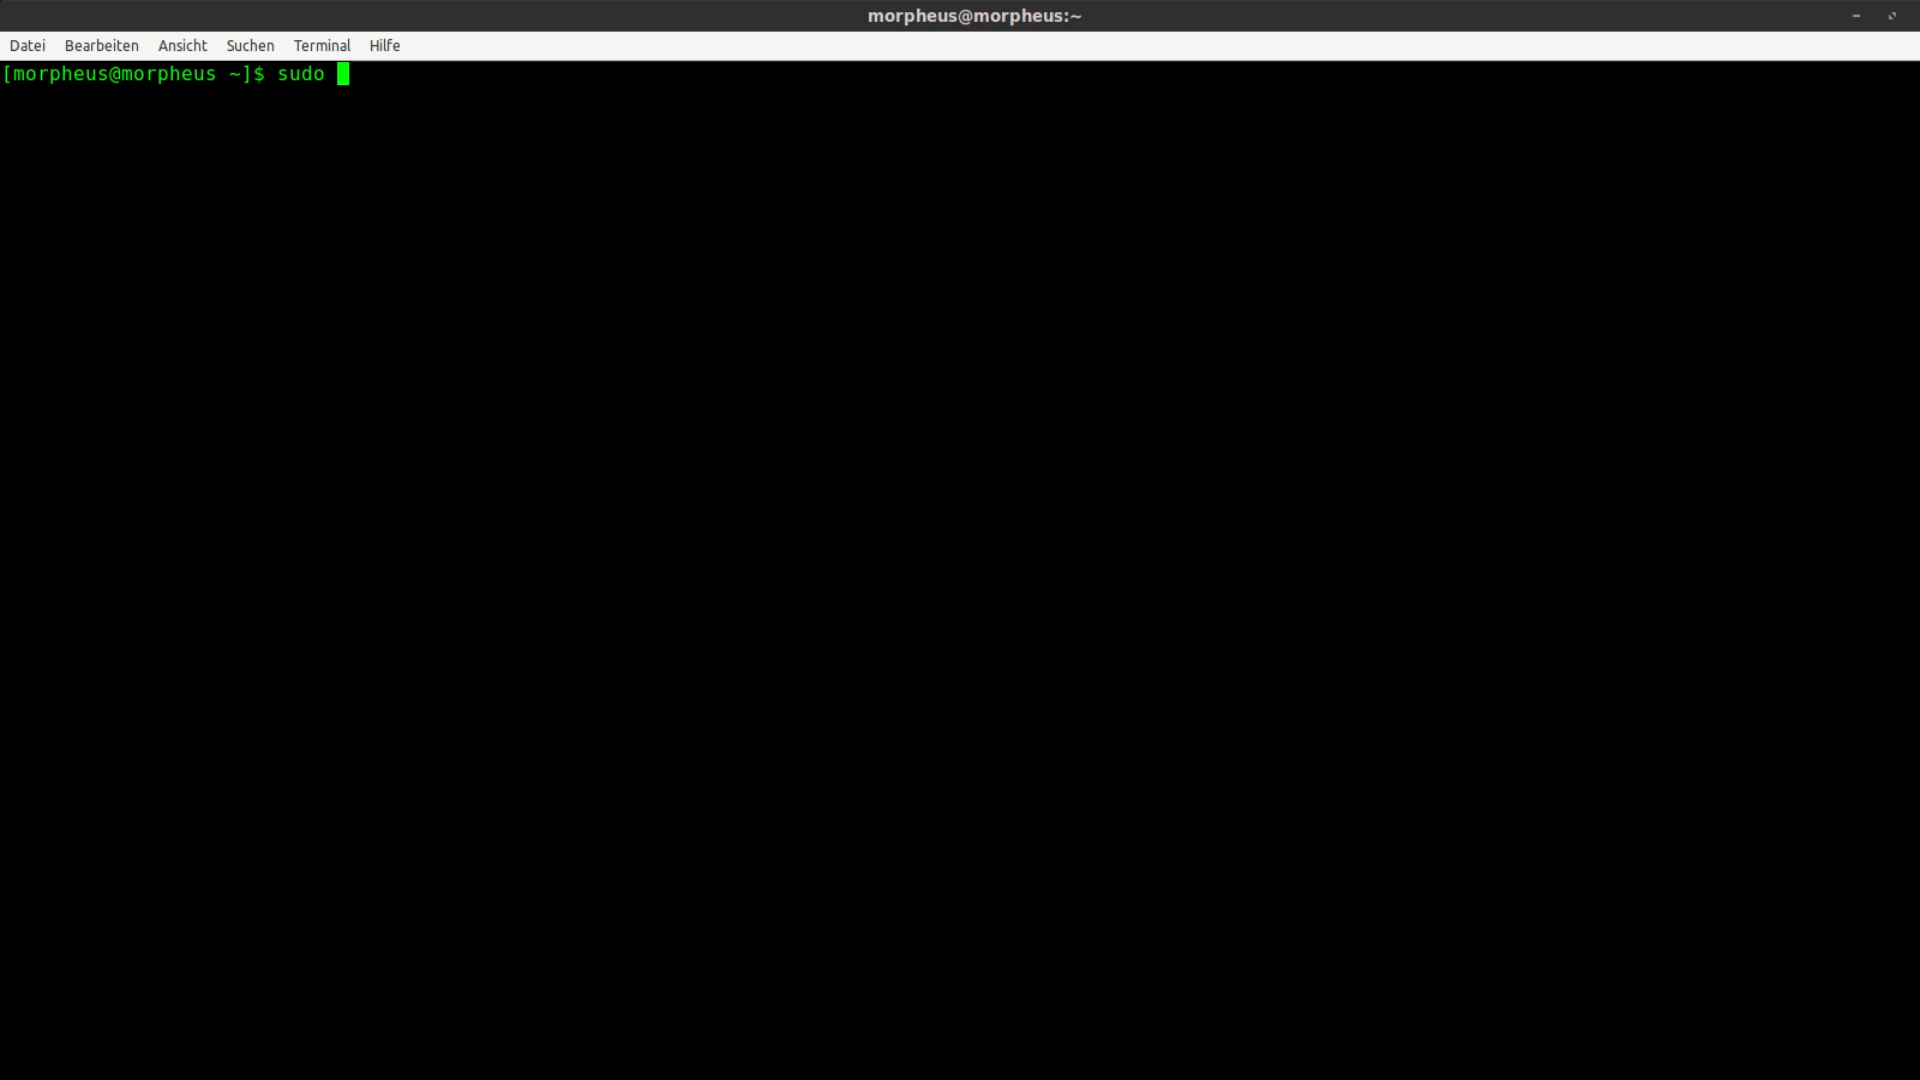 morpheus@morpheus:~
Datei Bearbeiten Ansicht Suchen Terminal Hilfe
[morpheus@morpheus ~]$ sudo